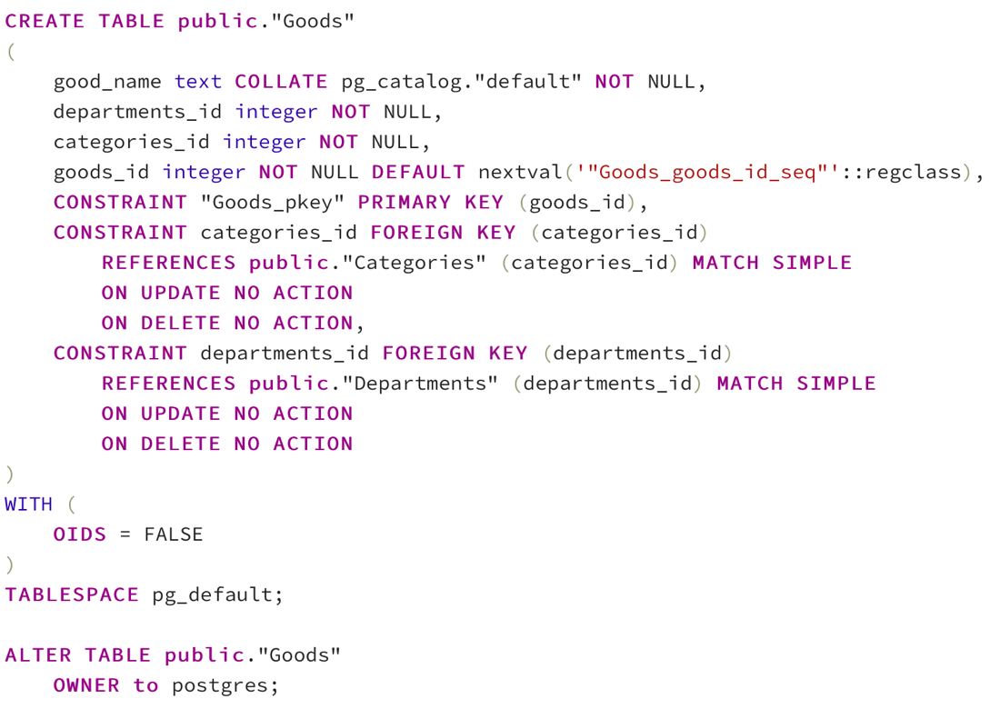 CREATE TABLE public."Goods"
(
    good_name text COLLATE pg_catalog."default" NOT NULL,
    departments_id integer NOT NULL,
    categories_id integer NOT NULL,
    goods_id integer NOT NULL DEFAULT nextval('"Goods_goods_id_seq"'::regclass),
    CONSTRAINT "Goods_pkey" PRIMARY KEY (goods_id),
    CONSTRAINT categories_id FOREIGN KEY (categories_id)
        REFERENCES public."Categories" (categories_id) MATCH SIMPLE
        ON UPDATE NO ACTION
        ON DELETE NO ACTION,
    CONSTRAINT departments_id FOREIGN KEY (departments_id)
        REFERENCES public."Departments" (departments_id) MATCH SIMPLE
        ON UPDATE NO ACTION
        ON DELETE NO ACTION
)
WITH (
    OIDS = FALSE
)
TABLESPACE pg_default;

ALTER TABLE public."Goods"
    OWNER to postgres;